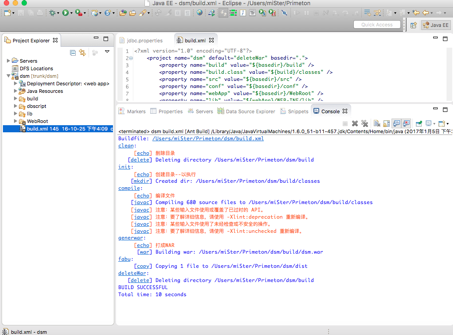 Java EE - dsm/build.xml - Eclipse - /Users/miSter/Primeton
Quick Access
Java EE
Project Explorer
Servers
DFS Locations
dsm [trunk/dsm]
Deployment Descriptor: <web app>
Java Resources
build
dbscript
lib
WebRoot
build.xml 145 16-10-25 下午4:09
jdbc.properties
build.xml
<?xml version="1.0" encoding="UTF-8"?>
<project name="dsm" default="deleteWar" basedir=".">
<property name="build" value="${basedir}/build" />
<property name="build.class" value="${build}/classes" />
<property name="src" value="${basedir}/src" />
<property name="conf" value="${basedir}/conf" />
<property name="webApp" value="${basedir}/WebRoot" />
<property name="lib" value="${webApp}/WEB-INF/lib" />
Markers
Properties
Servers
Data Source Explorer
Snippets
Console
<terminated> dsm build.xml [Ant Build] /Library/Java/JavaVirtualMachines/1.6.0_51-b11-457.jdk/Contents/Home/bin/java (2017年1月5日 下午
Buildfile: /Users/miSter/Primeton/dsm/build.xml
clean:
[echo] 删除目录
[delete] Deleting directory /Users/miSter/Primeton/dsm/build
init:
[echo] 创建目录--以执行
[mkdir] Created dir: /Users/miSter/Primeton/dsm/build/classes
compile:
[echo] 编译文件
[javac] Compiling 680 source files to /Users/miSter/Primeton/dsm/build/classes
[javac] 注意：某些输入文件使用或覆盖了已过时的 API。
[javac] 注意：要了解详细信息，请使用 -Xlint:deprecation 重新编译。
[javac] 注意：某些输入文件使用了未经检查或不安全的操作。
[javac] 注意：要了解详细信息，请使用 -Xlint:unchecked 重新编译。
generwar:
[echo] 打成WAR
[war] Building war: /Users/miSter/Primeton/dsm/build/dsm.war
fabu:
[copy] Copying 1 file to /Users/miSter/Primeton/dsm/dist
deleteWar:
[delete] Deleting directory /Users/miSter/Primeton/dsm/build
BUILD SUCCESSFUL
Total time: 10 seconds
build.xml - dsm